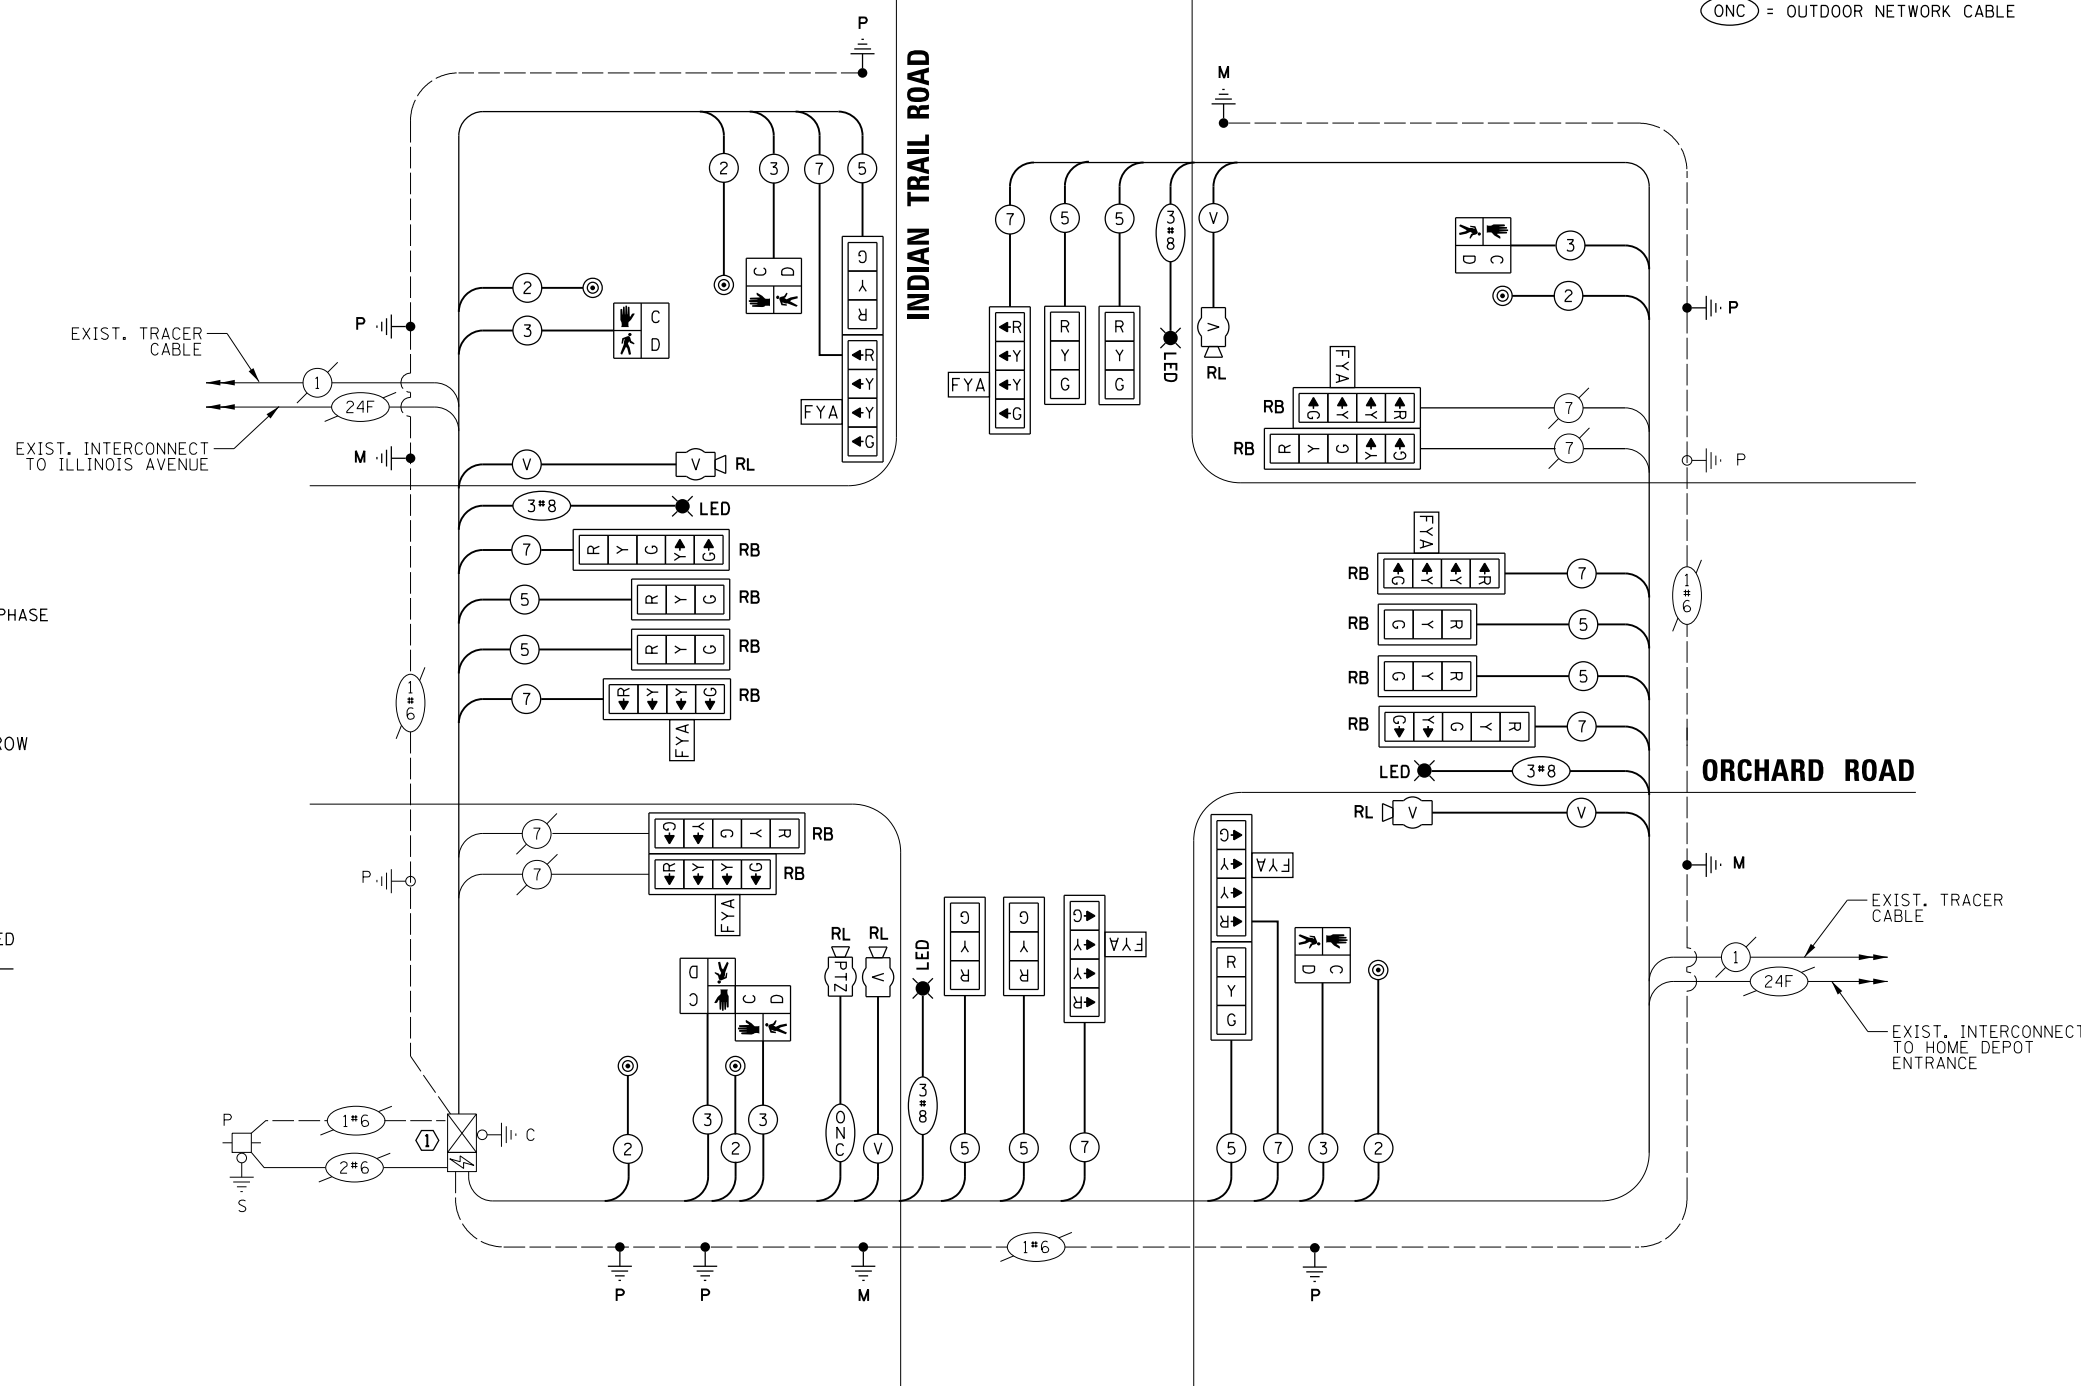 ONC = OUTDOOR NETWORK CABLE
P
M
INDIAN TRAIL ROAD
2 3 7 5
7 5 5 3#8 V
G
Y
R
C D
R
Y
Y
G
FYA
2
3
C
D
P
EXIST. TRACER
CABLE
1
24F
EXIST. INTERCONNECT
TO ILLINOIS AVENUE
M
V V RL
3#8 LED
7 R Y G Y G RB
5 R Y G RB
5 R Y G RB
7 R Y Y G RB
FYA
FYA
R
Y
Y
G
R
Y
G
R
Y
G
LED
V
RL
D C
3
2
P
FYA
RB G Y Y R 7
RB R Y G Y G 7
P
FYA
RB G Y Y R 7
RB G Y R 5
RB G Y R 5
RB G Y G Y R 7
LED 3#8
RL V V
1#6
1#6
PHASE
ROW
ED
ORCHARD ROAD
7 G Y G Y R RB
7 R Y Y G RB
FYA
P
RL RL
PTZ V
LED
D
C
C D
G
Y
R
G
Y
R
G
Y
Y
R
FYA
G
Y
Y
R
FYA
R
Y
G
D C
M
EXIST. TRACER
CABLE
1
24F
EXIST. INTERCONNECT
TO HOME DEPOT
ENTRANCE
P
1#6
2#6
S
1
C
2 3 2 3 ONC V 3#8 5 5 7 5 7 3 2
1#6
P P M P